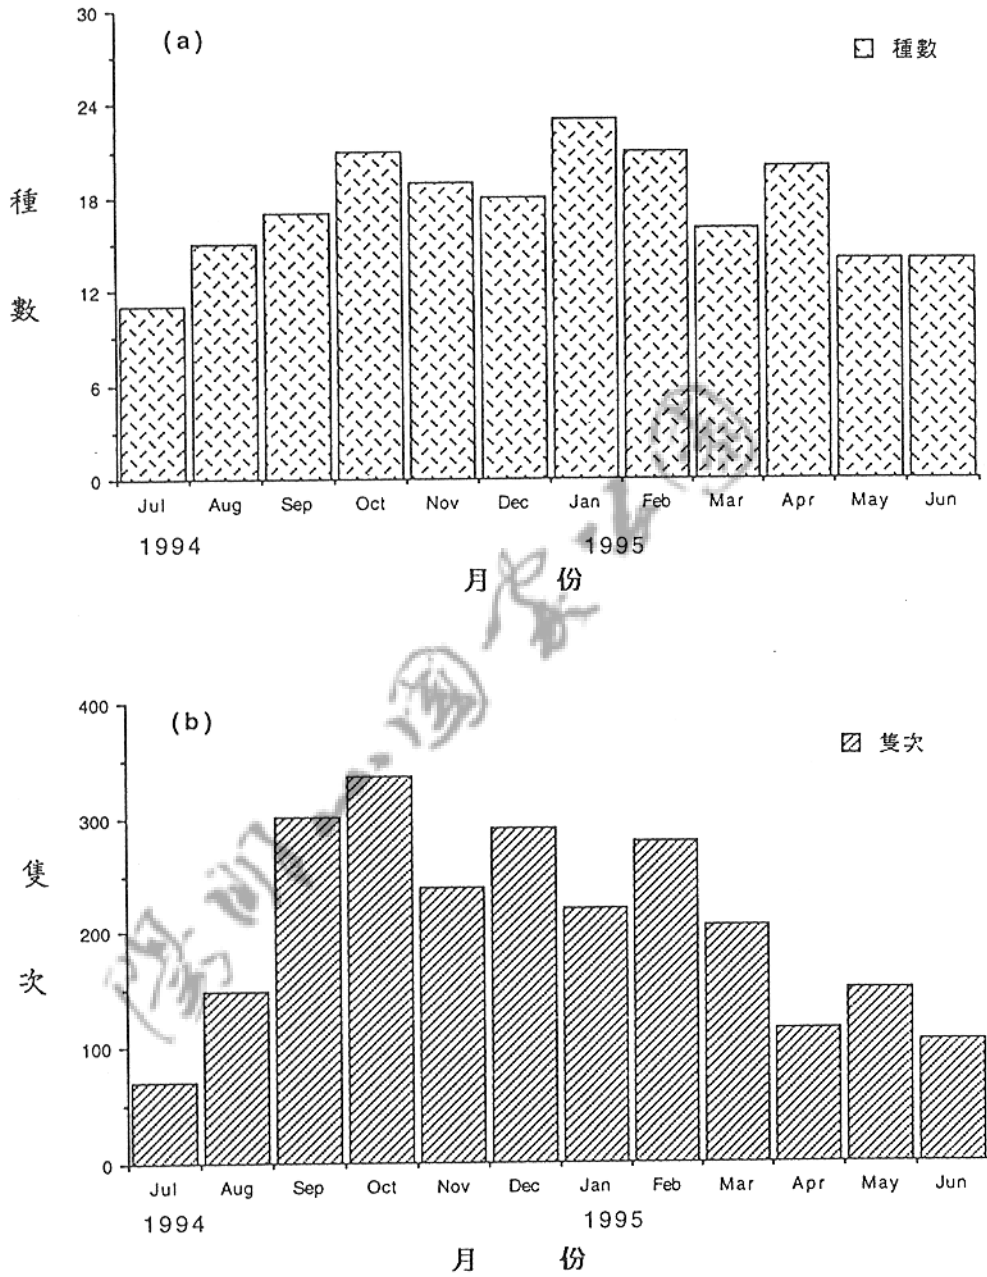 (a)
種數
種
數
30
24
18
12
6
0
Jul Aug Sep Oct Nov Dec Jan Feb Mar Apr May Jun
1994 1995
月 份
(b)
隻次
隻
次
400
300
200
100
0
Jul Aug Sep Oct Nov Dec Jan Feb Mar Apr May Jun
1994 1995
月 份